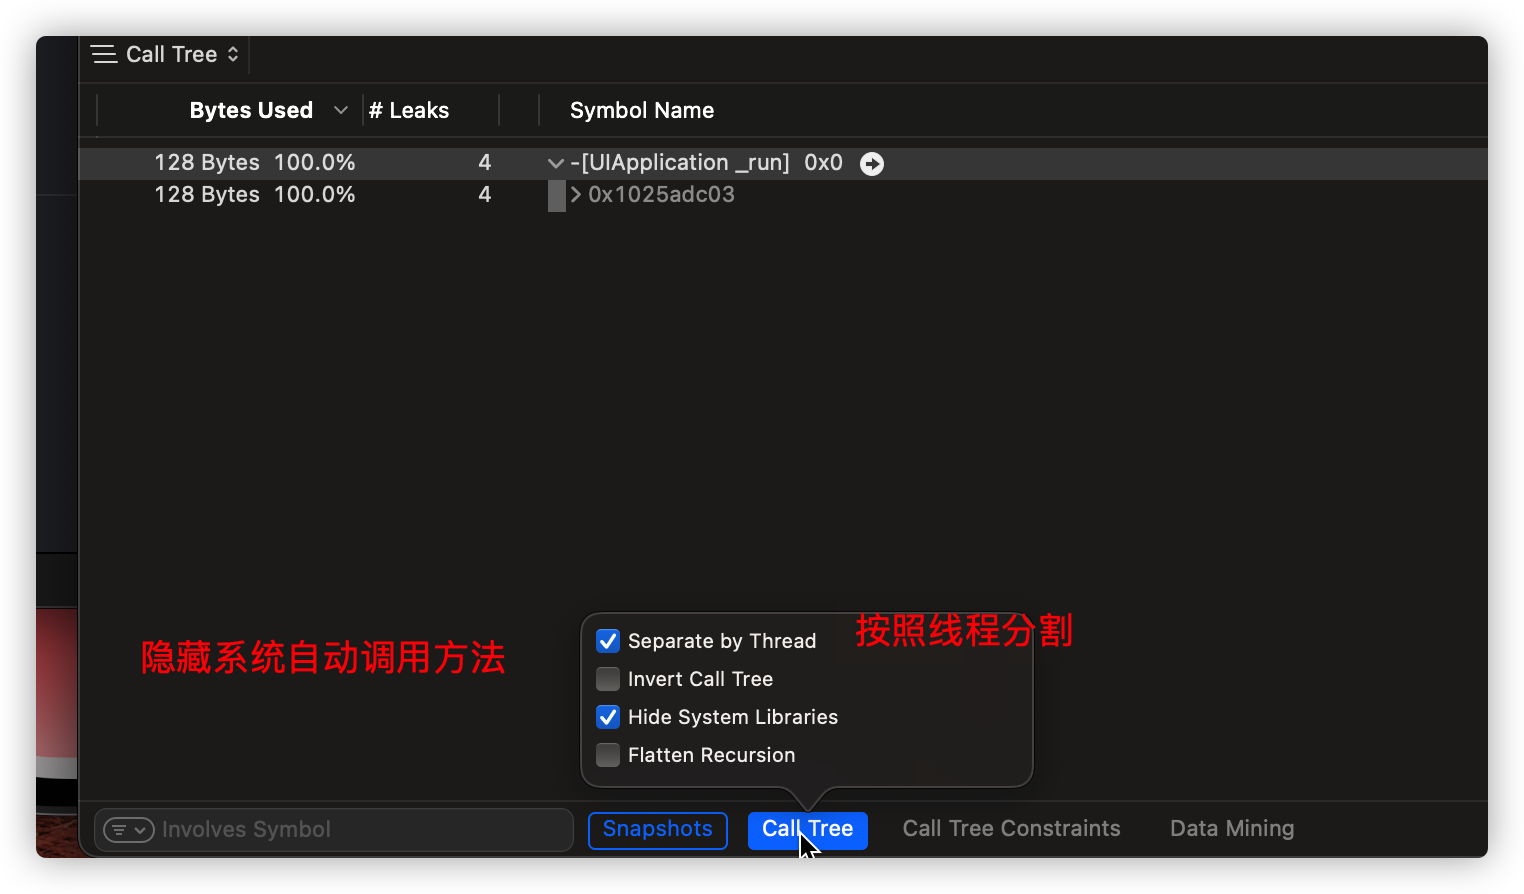 Call Tree
Bytes Used # Leaks Symbol Name
128 Bytes 100.0% 4 -[UIApplication _run] 0x0
128 Bytes 100.0% 4 0x1025adc03
按照线程分割
Separate by Thread
隐藏系统自动调用方法
Invert Call Tree
Hide System Libraries
Flatten Recursion
Involves Symbol Snapshots Call Tree Call Tree Constraints Data Mining